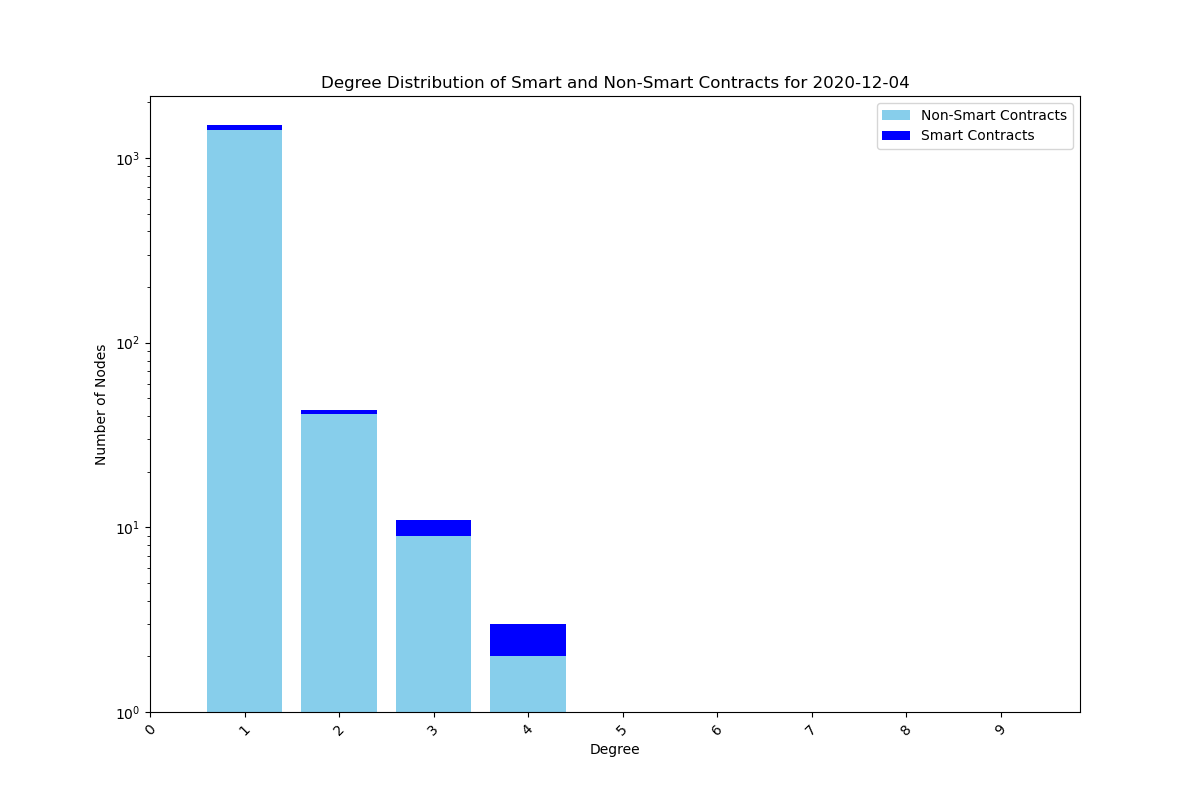 Degree Distribution of Smart and Non-Smart Contracts for 2020-12-04
Non-Smart Contracts
Smart Contracts
Number of Nodes
10³
10²
10¹
10⁰
0 1 2 3 4 5 6 7 8 9
Degree